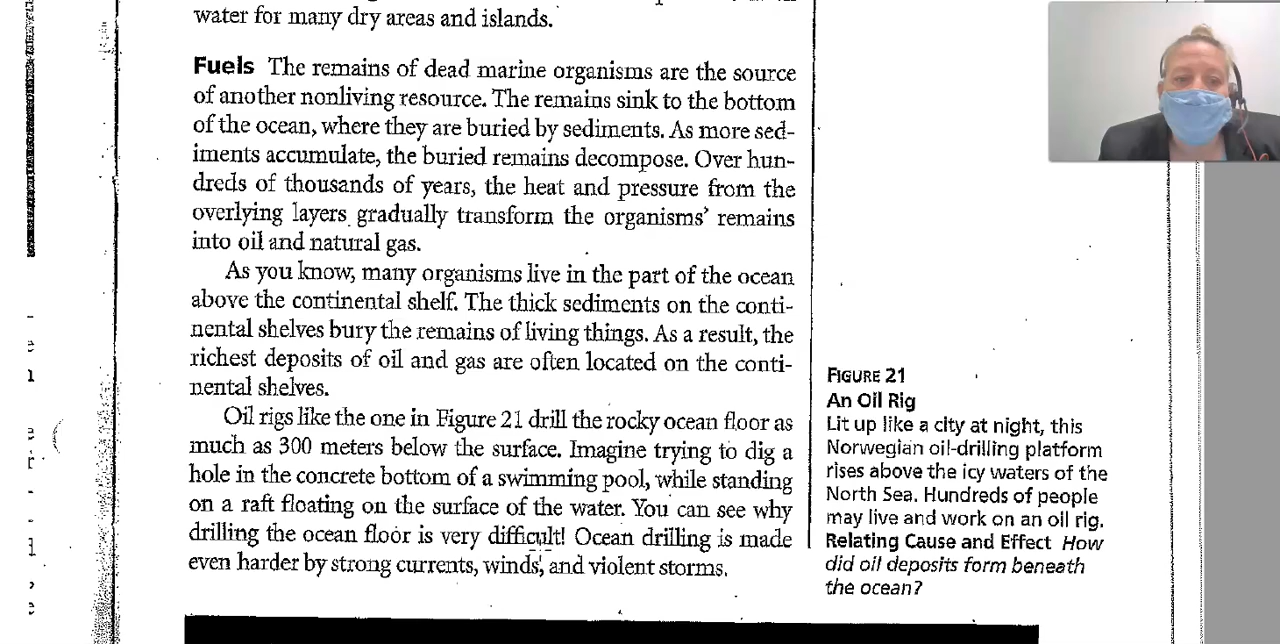 water for many dry areas and islands.
Fuels The remains of dead marine organisms are the source
of another nonliving resource. The remains sink to the bottom
of the ocean, where they are buried by sediments. As more sed-
iments accumulate, the buried remains decompose. Over hun-
dreds of thousands of years, the heat and pressure from the
overlying layers gradually transform the organisms' remains
into oil and natural gas.
As you know, many organisms live in the part of the ocean
above the continental shelf. The thick sediments on the conti-
nental shelves bury the remains of living things. As a result, the
richest deposits of oil and gas are often located on the conti-
nental shelves.
Oil rigs like the one in Figure 21 drill the rocky ocean floor as
much as 300 meters below the surface. Imagine trying to dig a
hole in the concrete bottom of a swimming pool, while standing
on a raft floating on the surface of the water. You can see why
drilling the ocean floor is very difficult! Ocean drilling is made
even harder by strong currents, winds, and violent storms.
FIGURE 21
An Oil Rig
Lit up like a city at night, this
Norwegian oil-drilling platform
rises above the icy waters of the
North Sea. Hundreds of people
may live and work on an oil rig.
Relating Cause and Effect How
did oil deposits form beneath
the ocean?